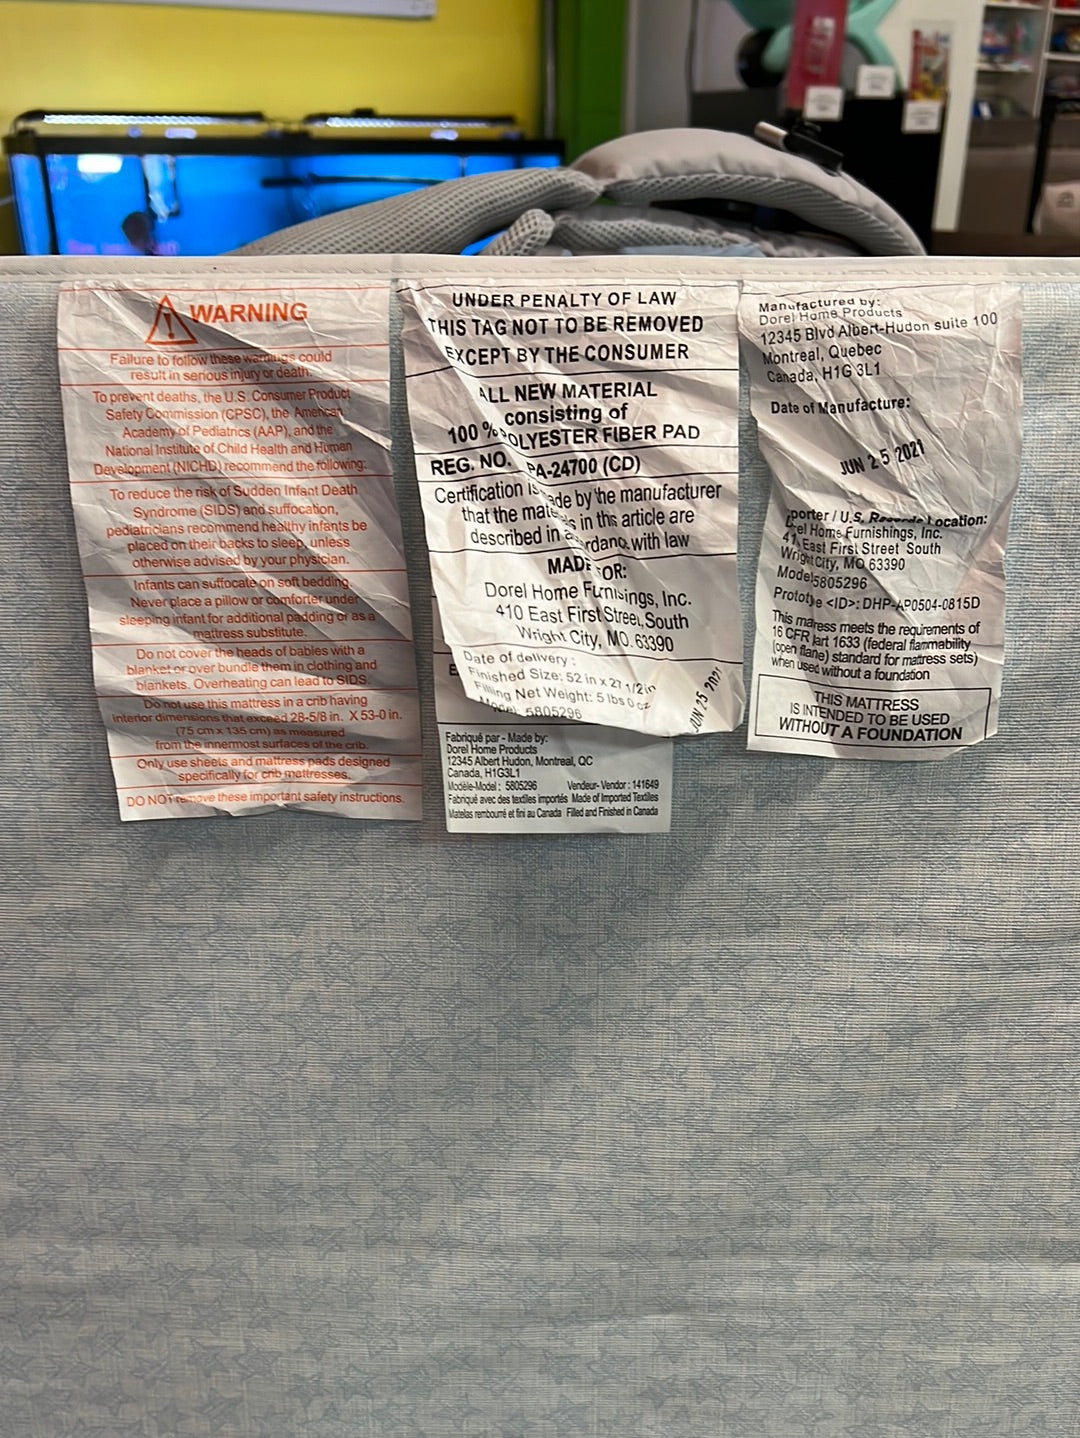 WARNING
Failure to follow these warnings could
result in serious injury or death.
To prevent deaths, the U.S. Consumer Product
Safety Commission (CPSC), the American
Academy of Pediatrics (AAP), and the
National Institute of Child Health and Human
Development (NICHD) recommend the following:
To reduce the risk of Sudden Infant Death
Syndrome (SIDS) and suffocation,
pediatricians recommend healthy infants be
placed on their backs to sleep, unless
otherwise advised by your physician.
Infants can suffocate on soft bedding.
Never place a pillow or comforter under
sleeping infant for additional padding or as a
mattress substitute.
Do not cover the heads of babies with a
blanket or over bundle them in clothing and
blankets. Overheating can lead to SIDS.
Do not use this mattress in a crib having
interior dimensions that exceed 28-5/8 in. X 53-0 in.
(75 cm x 135 cm) as measured
from the innermost surfaces of the crib.
Only use sheets and mattress pads designed
specifically for crib mattresses.
DO NOT remove these important safety instructions.
UNDER PENALTY OF LAW
THIS TAG NOT TO BE REMOVED
EXCEPT BY THE CONSUMER
ALL NEW MATERIAL
consisting of
100 % POLYESTER FIBER PAD
REG. NO. PA-24700 (CD)
Certification is made by the manufacturer
that the materials in this article are
described in accordance with law
MADE FOR:
Dorel Home Furnisings, Inc.
410 East First Street, South
Wright City, MO. 63390
Date of delivery:
Finished Size: 52 in x 27 1/2 in
Filling Net Weight: 5 lbs 0 oz
Model 5805296
JUN 25 2021
Fabriqué par - Made by:
Dorel Home Products
12345 Albert Hudon, Montreal, QC
Canada, H1G3L1
Modèle-Model : 5805296 Vendeur- Vendor : 141649
Fabriqué avec des textiles importés Made of Imported Textiles
Matelas rembourré et fini au Canada Filled and Finished in Canada
Manufactured by:
Dorel Home Products
12345 Blvd Albert-Hudon suite 100
Montreal, Quebec
Canada, H1G 3L1
Date of Manufacture:
JUN 25 2021
Importer / U.S. Records Location:
Dorel Home Furnishings, Inc.
410 East First Street South
Wright City, MO 63390
Model 5805296
Prototype <ID>: DHP-AP0504-0815D
This mattress meets the requirements of
16 CFR part 1633 (federal flammability
(open flame) standard for mattress sets)
when used without a foundation
THIS MATTRESS
IS INTENDED TO BE USED
WITHOUT A FOUNDATION